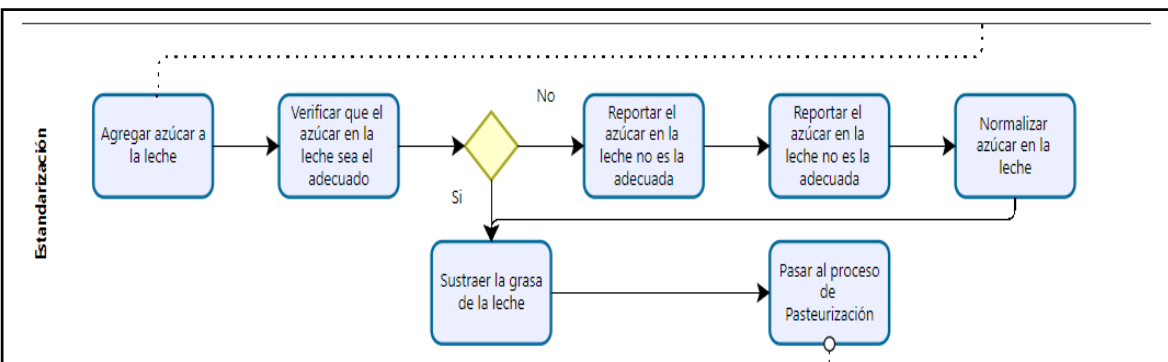 Estandarización
Agregar azúcar a
la leche
Verificar que el
azúcar en la
leche sea el
adecuado
No
Si
Reportar el
azúcar en la
leche no es la
adecuada
Reportar el
azúcar en la
leche no es la
adecuada
Normalizar
azúcar en la
leche
Sustraer la grasa
de la leche
Pasar al proceso
de
Pasteurización